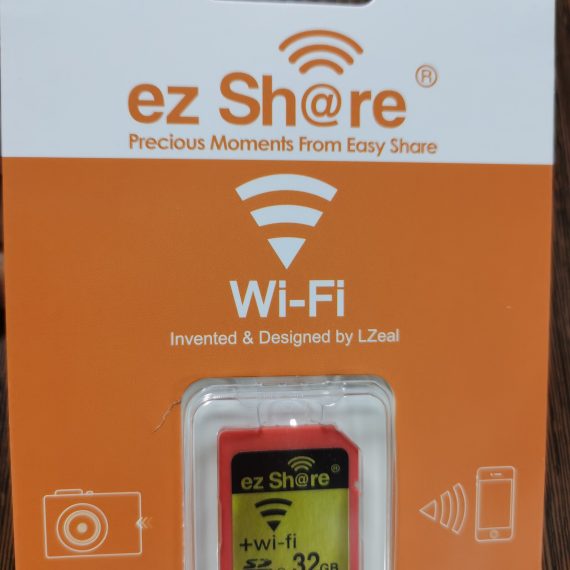 ez Sh@re ®
Precious Moments From Easy Share
Wi-Fi
Invented & Designed by LZeal
ez Sh@re ®
+wi-fi
32GB